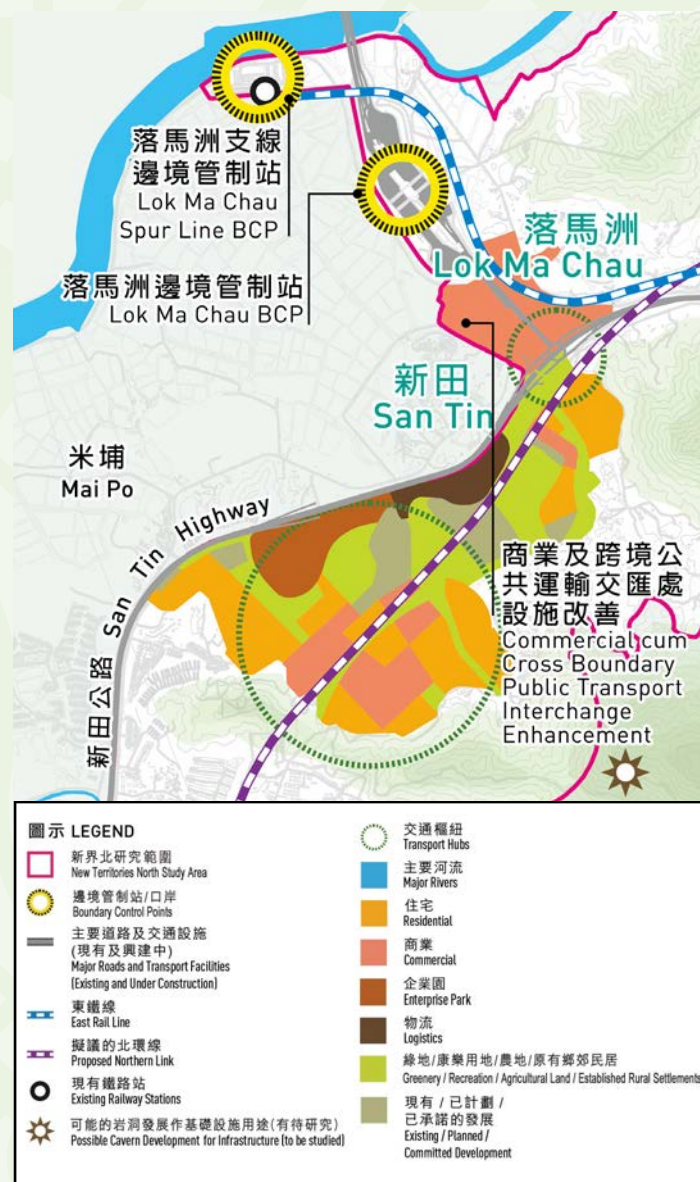 落馬洲支線
邊境管制站
Lok Ma Chau
Spur Line BCP
落馬洲
Lok Ma Chau
落馬洲邊境管制站
Lok Ma Chau BCP
新田
San Tin
米埔
Mai Po
新田公路 San Tin Highway
商業及跨境公
共運輸交匯處
設施改善
Commercial cum
Cross Boundary
Public Transport
Interchange
Enhancement
圖示 LEGEND
新界北研究範圍
New Territories North Study Area
邊境管制站/口岸
Boundary Control Points
主要道路及交通設施
(現有及興建中)
Major Roads and Transport Facilities
(Existing and Under Construction)
東鐵線
East Rail Line
擬議的北環線
Proposed Northern Link
現有鐵路站
Existing Railway Stations
可能的岩洞發展作基礎設施用途(有待研究)
Possible Cavern Development for Infrastructure (to be studied)
交通樞紐
Transport Hubs
主要河流
Major Rivers
住宅
Residential
商業
Commercial
企業園
Enterprise Park
物流
Logistics
綠地/康樂用地/農地/原有鄉郊民居
Greenery / Recreation / Agricultural Land / Established Rural Settlements
現有 / 已計劃 /
已承諾的發展
Existing / Planned /
Committed Development